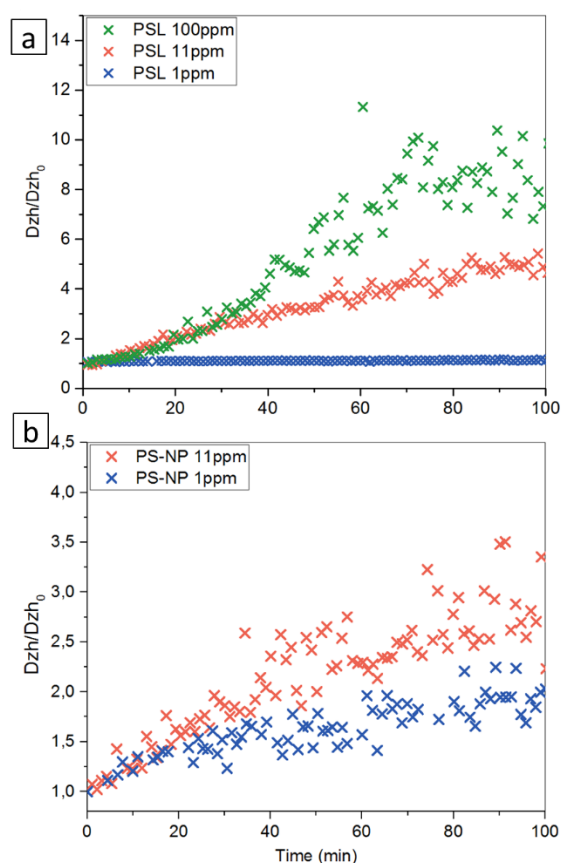 a
PSL 100ppm
PSL 11ppm
PSL 1ppm
14
12
10
8
6
4
2
0
Dzh/Dzh₀
0 20 40 60 80 100
b
PS-NP 11ppm
PS-NP 1ppm
4,5
4,0
3,5
3,0
2,5
2,0
1,5
1,0
Dzh/Dzh₀
0 20 40 60 80 100
Time (min)